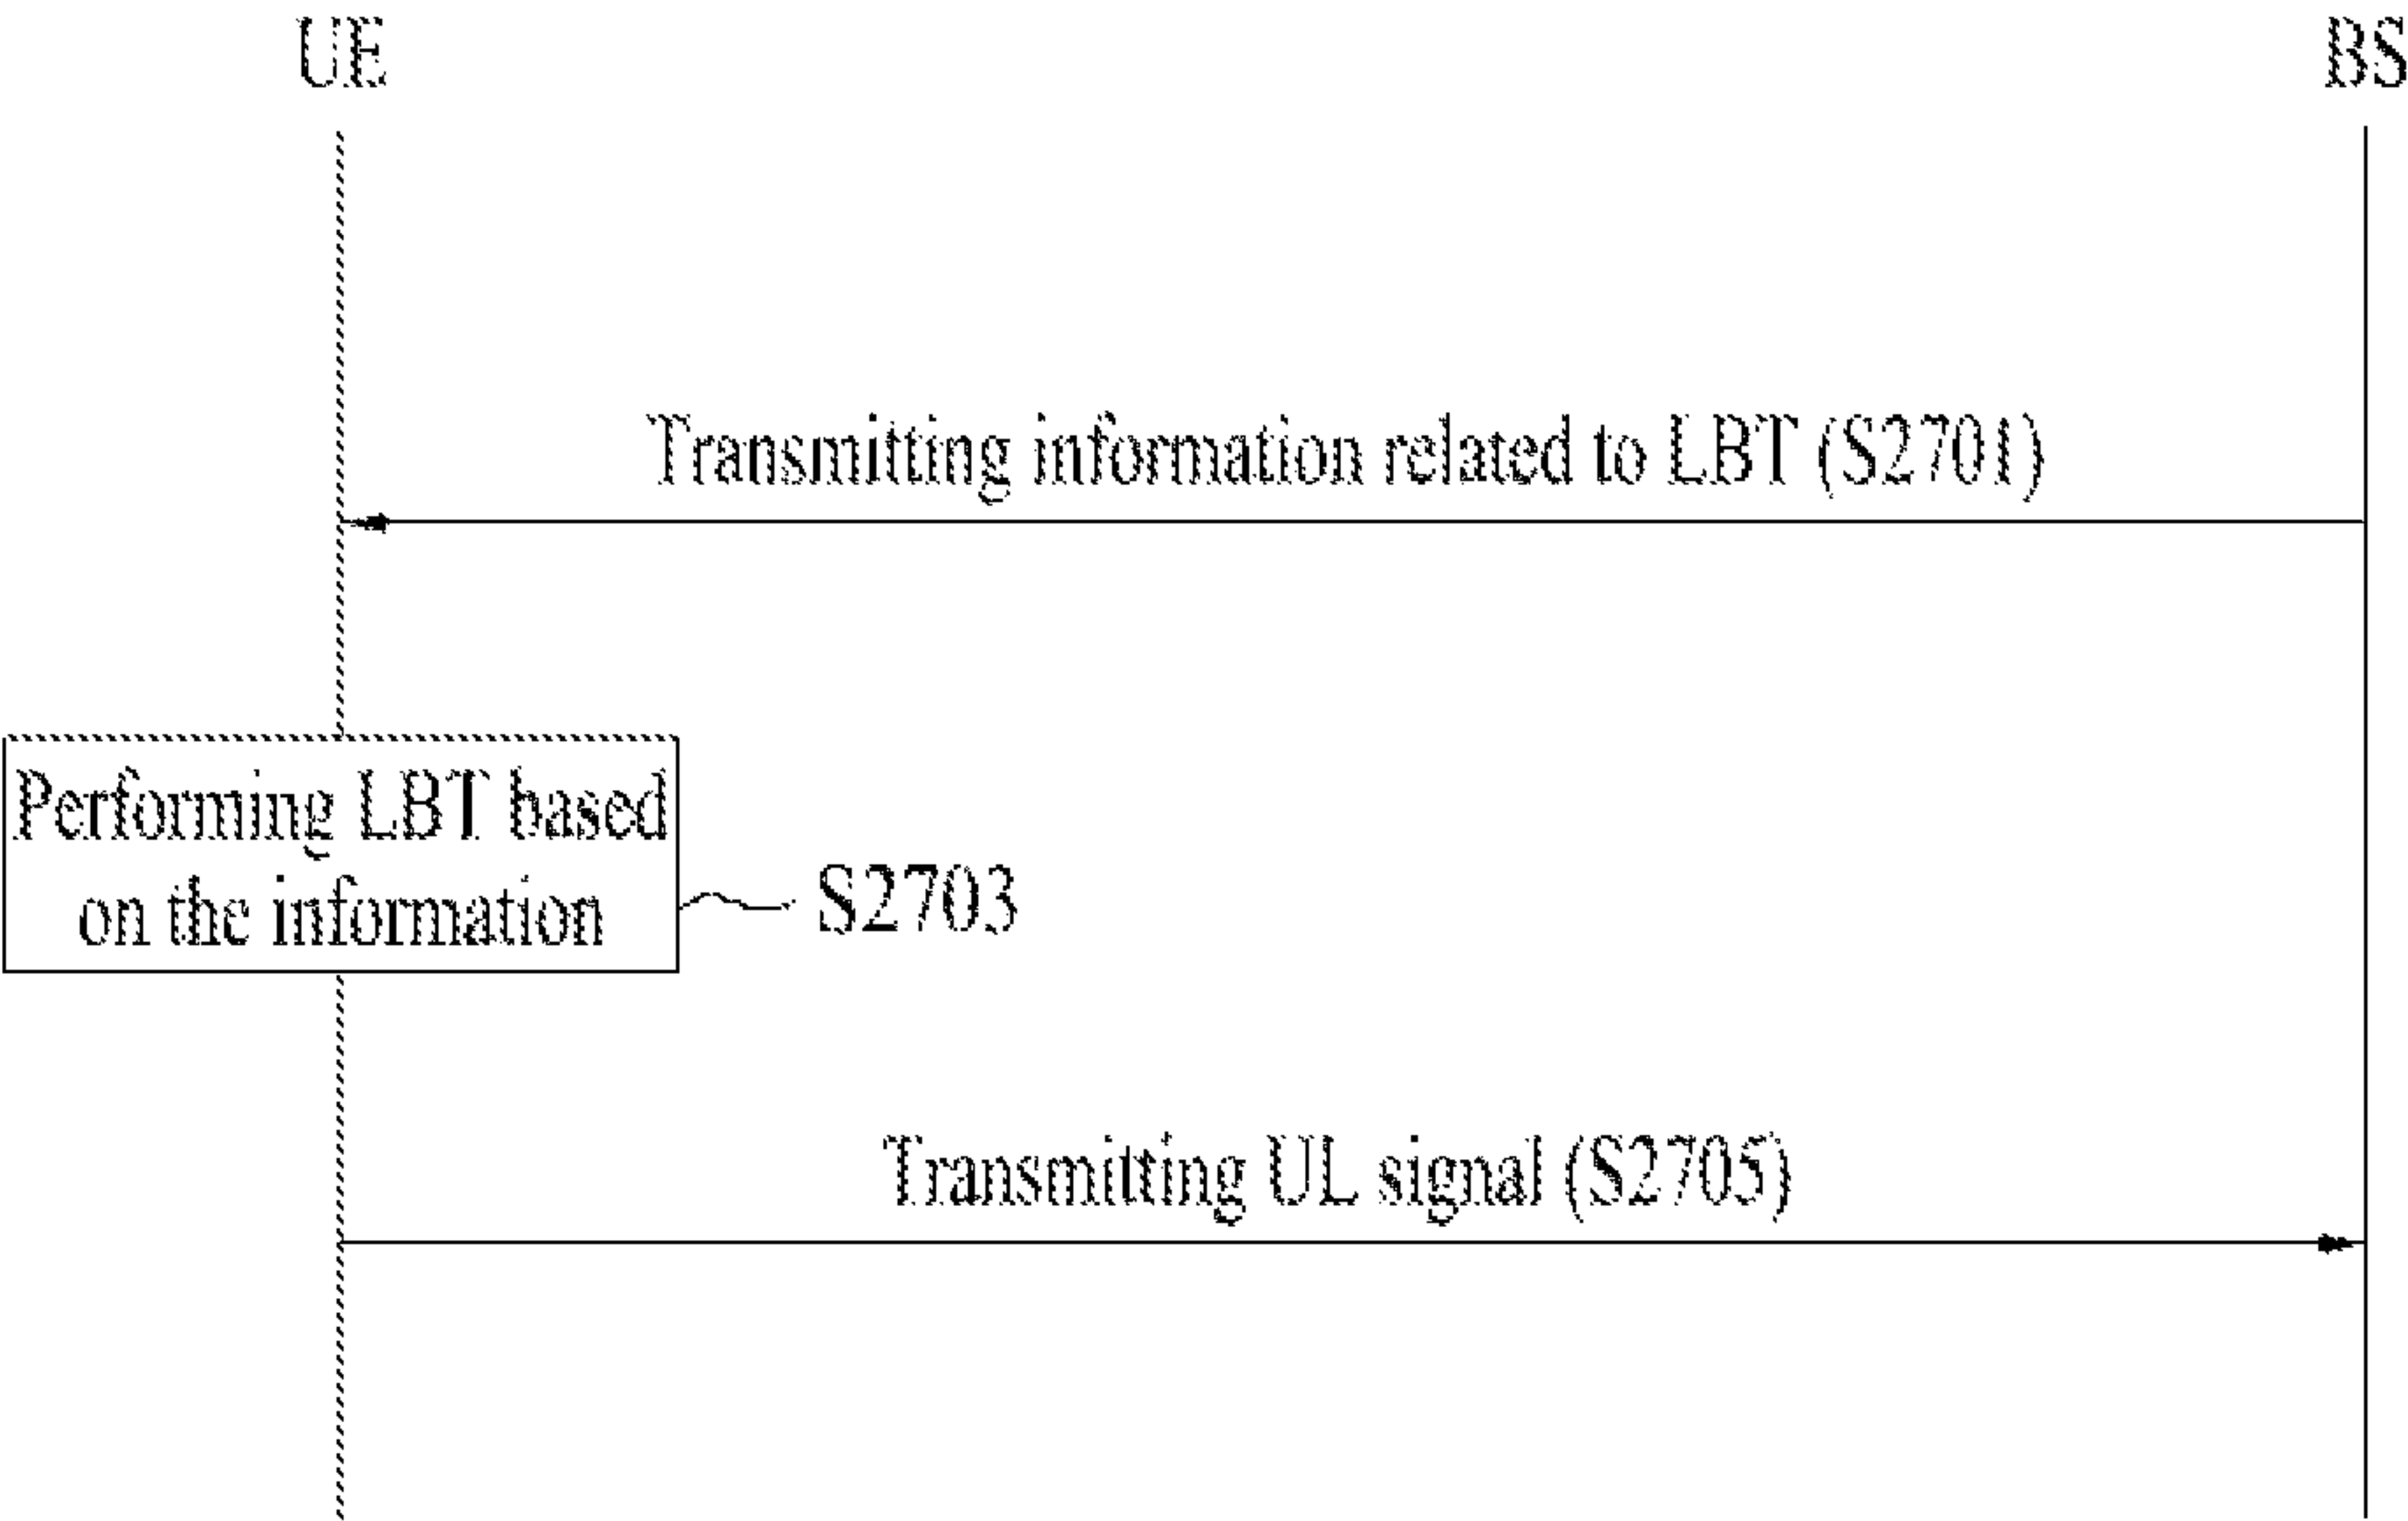 UE
BS
Transmitting information related to LBT (S2701)
Performing LBT based
on the information
S2703
Transmitting UL signal (S2705)